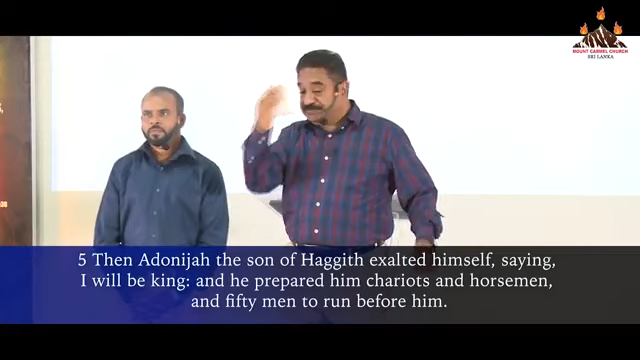 MOUNT CARMEL CHURCH
SRI LANKA
5 Then Adonijah the son of Haggith exalted himself, saying,
I will be king: and he prepared him chariots and horsemen,
and fifty men to run before him.